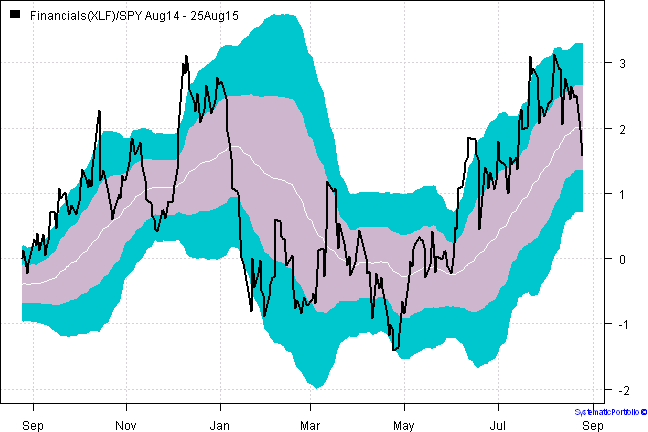 Financials(XLF)/SPY Aug14 - 25Aug15
3
2
1
0
-1
-2
SystematicPortfolio ©
Sep Nov Jan Mar May Jul Sep